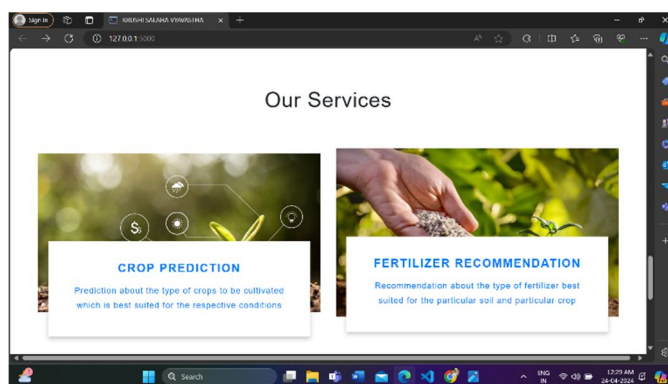 Sign in
KRUSHI SALAHA VYAVASTHA
127.0.0.1:5000
Our Services
CROP PREDICTION
Prediction about the type of crops to be cultivated
which is best suited for the respective conditions
FERTILIZER RECOMMENDATION
Recommendation about the type of fertilizer best
suited for the particular soil and particular crop
Search
ENG
IN
12:29 AM
24-04-2024